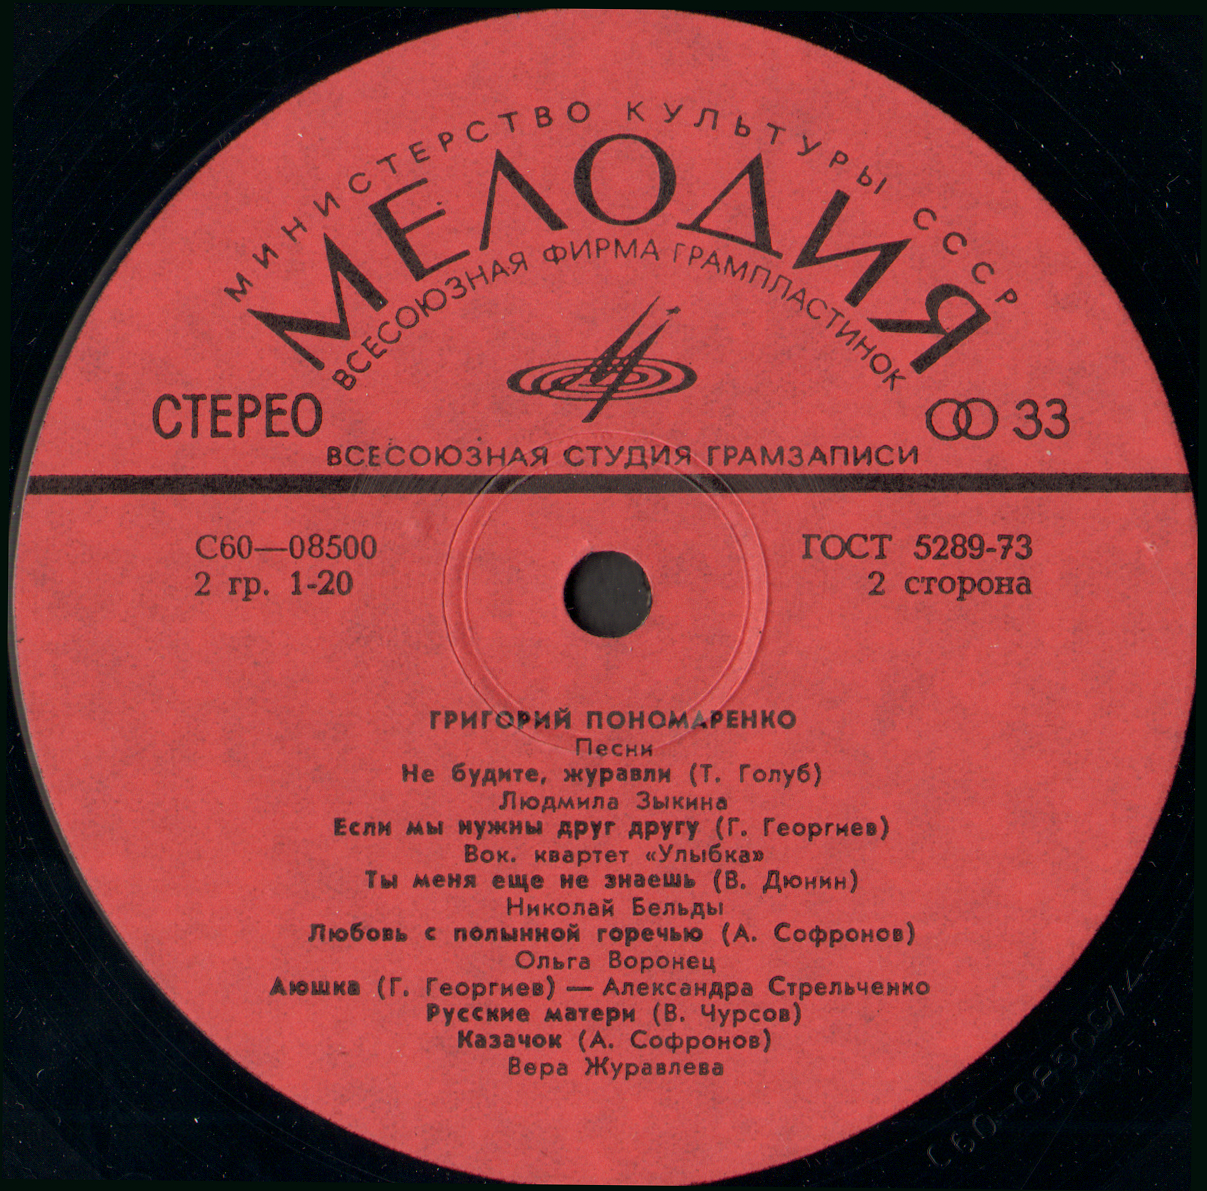 МИНИСТЕРСТВО КУЛЬТУРЫ СССР
МЕЛОДИЯ
ВСЕСОЮЗНАЯ ФИРМА ГРАМПЛАСТИНОК
СТЕРЕО
33
ВСЕСОЮЗНАЯ СТУДИЯ ГРАМЗАПИСИ
С60—08500
ГОСТ 5289-73
2 гр. 1-20
2 сторона
ГРИГОРИЙ ПОНОМАРЕНКО
Песни
Не будите, журавли (Т. Голуб)
Людмила Зыкина
Если мы нужны друг другу (Г. Георгиев)
Вок. квартет «Улыбка»
Ты меня еще не знаешь (В. Дюнин)
Николай Бельды
Любовь с полынной горечью (А. Софронов)
Ольга Воронец
Аюшка (Г. Георгиев) — Александра Стрельченко
Русские матери (В. Чурсов)
Казачок (А. Софронов)
Вера Журавлева